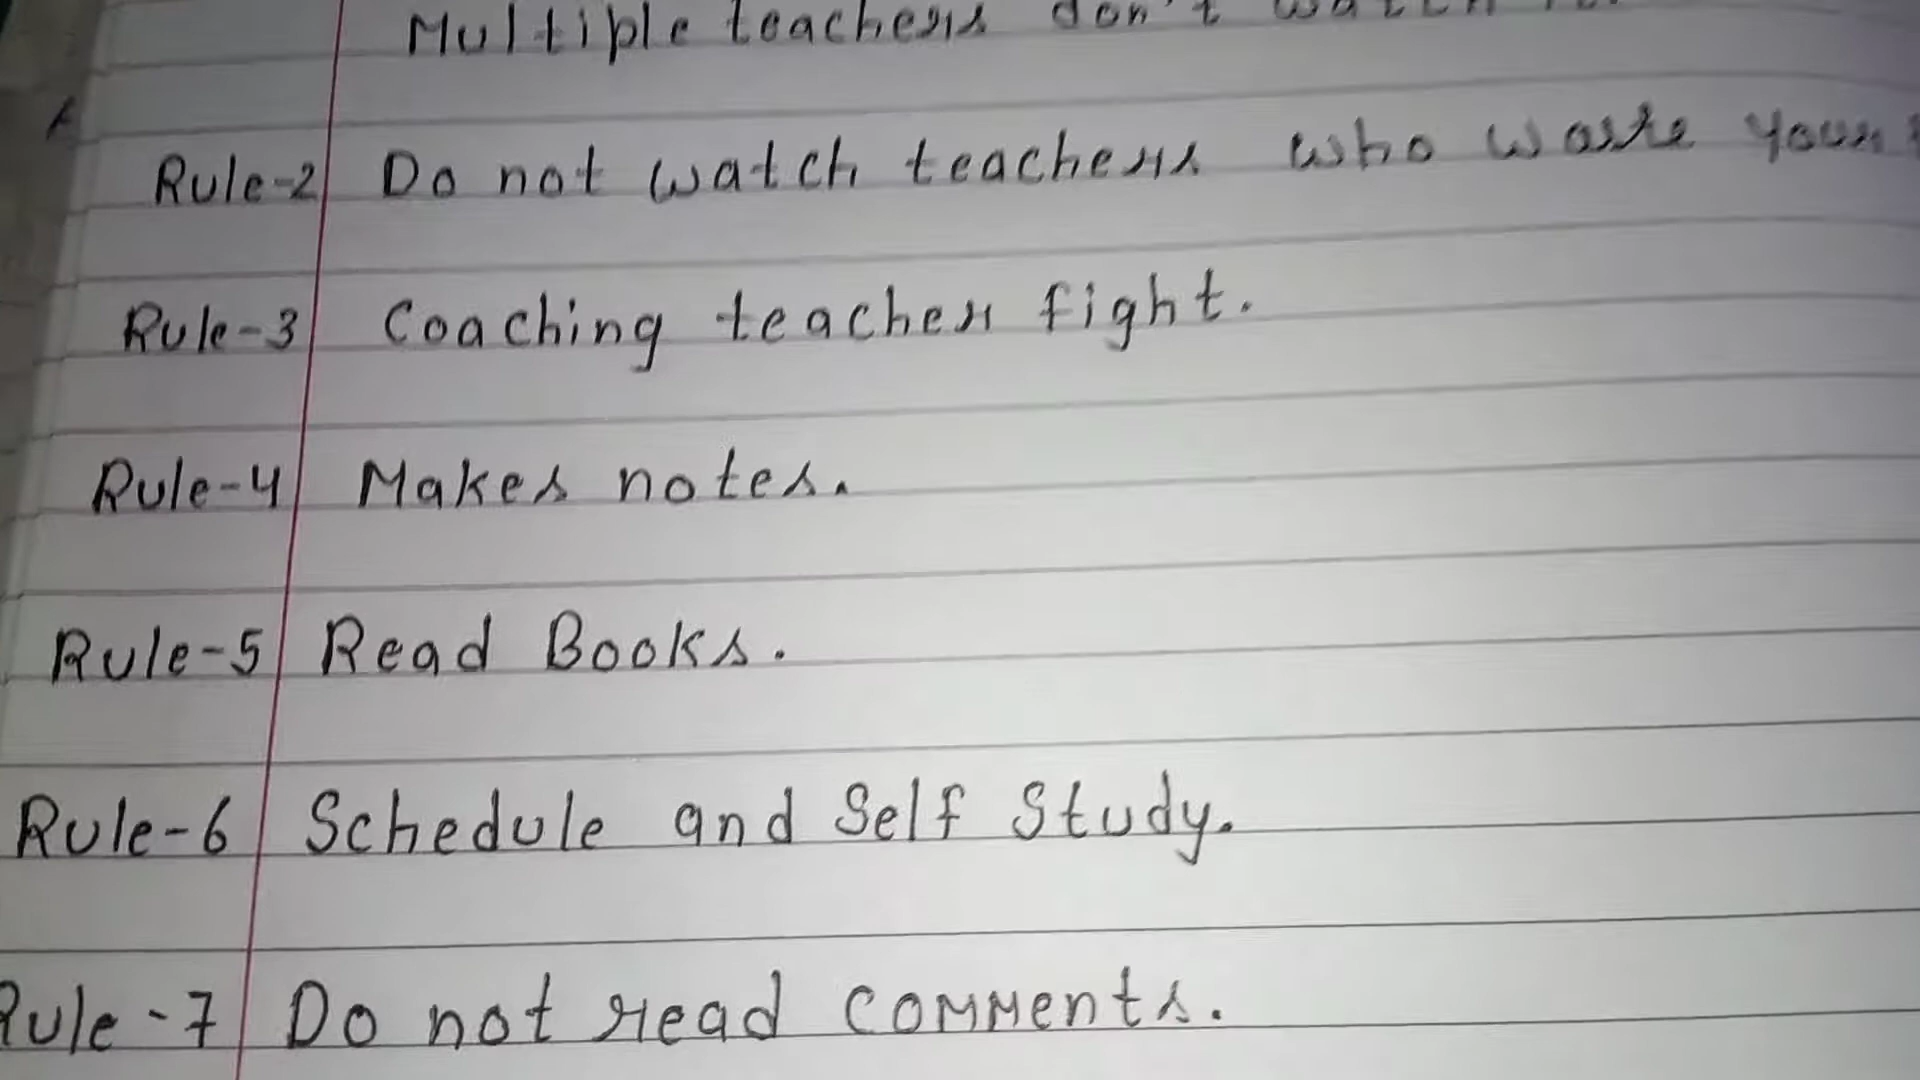 Multiple teachers don't watch
Rule-2 Do not watch teachers who waste your
Rule-3 Coaching teacher fight.
Rule-4 Makes notes.
Rule-5 Read Books.
Rule-6 Schedule and Self Study.
Rule-7 Do not read comments.